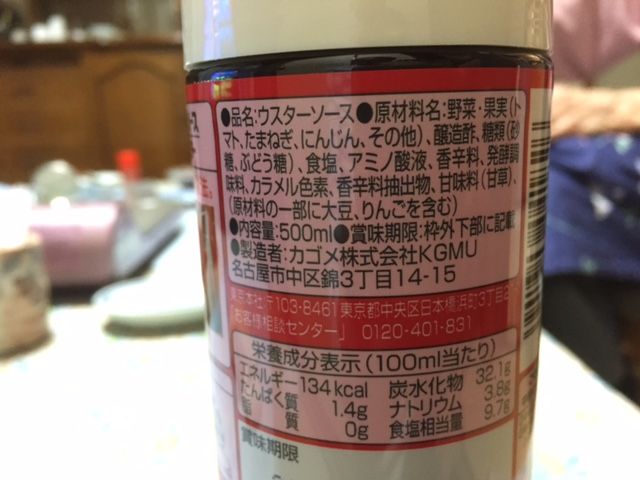 ●品名:ウスターソース●原材料名:野菜・果実(ト
マト、たまねぎ、にんじん、その他)、醸造酢、糖類(砂
糖、ぶどう糖)、食塩、アミノ酸液、香辛料、発酵調
味料、カラメル色素、香辛料抽出物、甘味料(甘草)、
(原材料の一部に大豆、りんごを含む)
●内容量:500ml●賞味期限:枠外下部に記載
●製造者:カゴメ株式会社KGMU
名古屋市中区錦3丁目14-15
東京本社:〒103-8461東京都中央区日本橋浜町3丁目2
「お客様相談センター」 0120-401-831
栄養成分表示(100ml当たり)
エネルギー 134kcal 炭水化物 32.1g
たんぱく質 1.4g ナトリウム 3.8g
脂質 0g 食塩相当量 9.7g
賞味期限